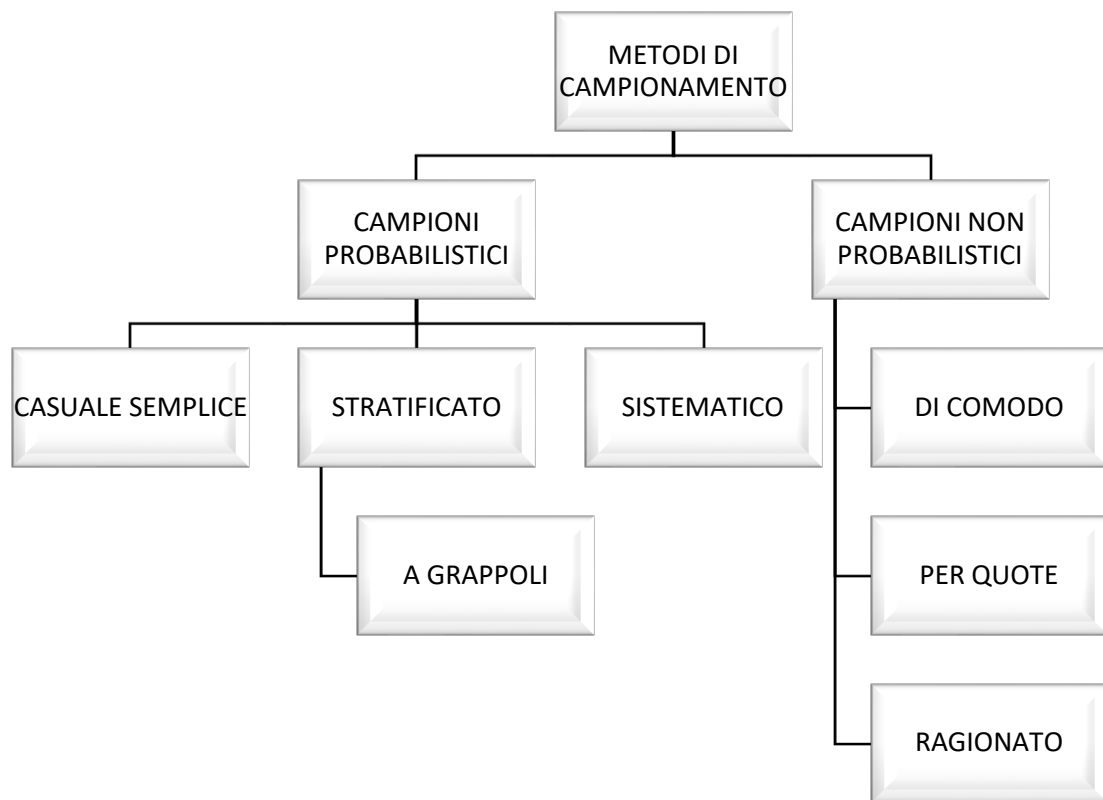 METODI DI
CAMPIONAMENTO
CAMPIONI
PROBABILISTICI
CAMPIONI NON
PROBABILISTICI
CASUALE SEMPLICE
STRATIFICATO
SISTEMATICO
DI COMODO
A GRAPPOLI
PER QUOTE
RAGIONATO